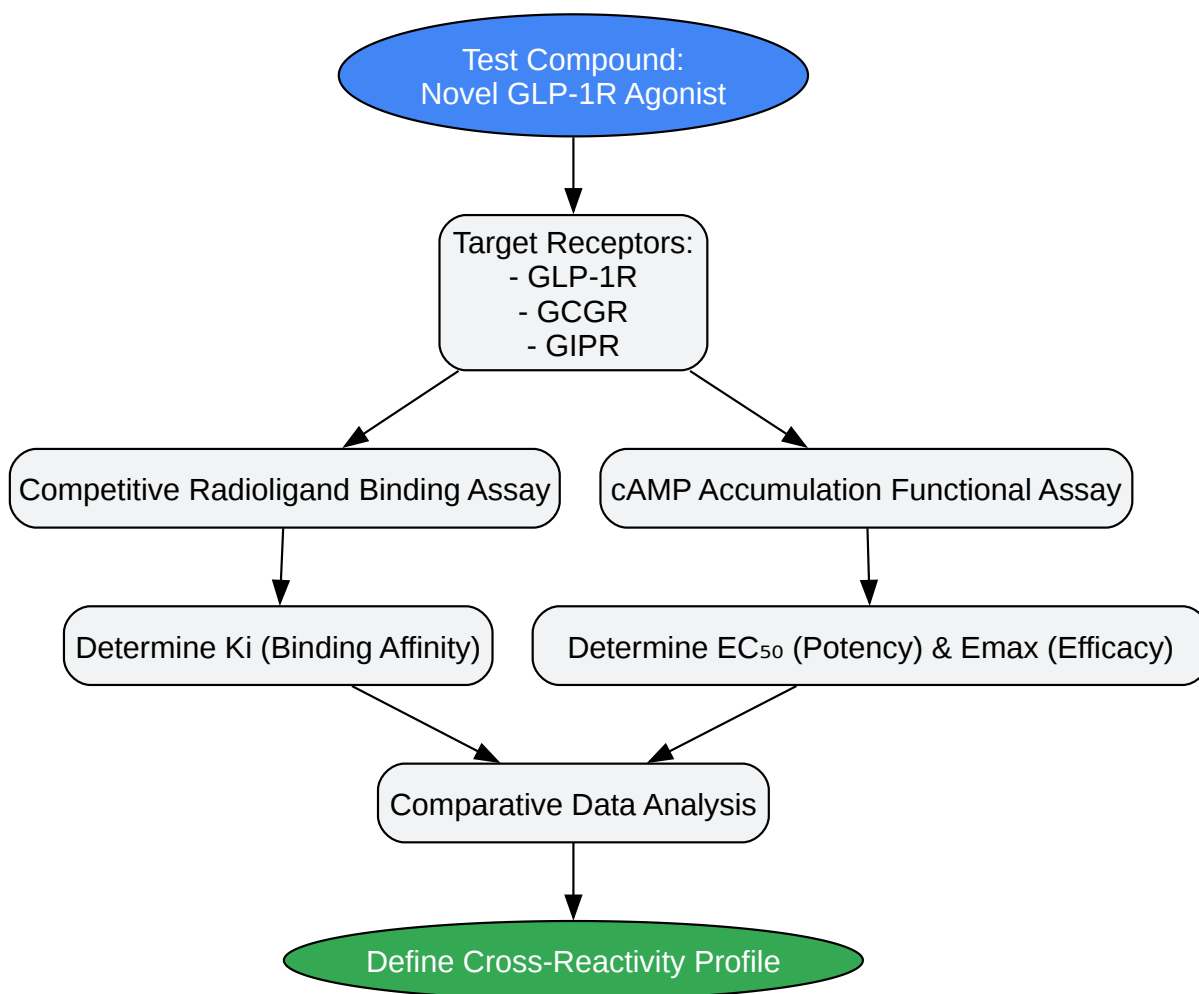 Test Compound:
Novel GLP-1R Agonist
Target Receptors:
- GLP-1R
- GCGR
- GIPR
Competitive Radioligand Binding Assay
cAMP Accumulation Functional Assay
Determine Ki (Binding Affinity)
Determine EC₅₀ (Potency) & Emax (Efficacy)
Comparative Data Analysis
Define Cross-Reactivity Profile